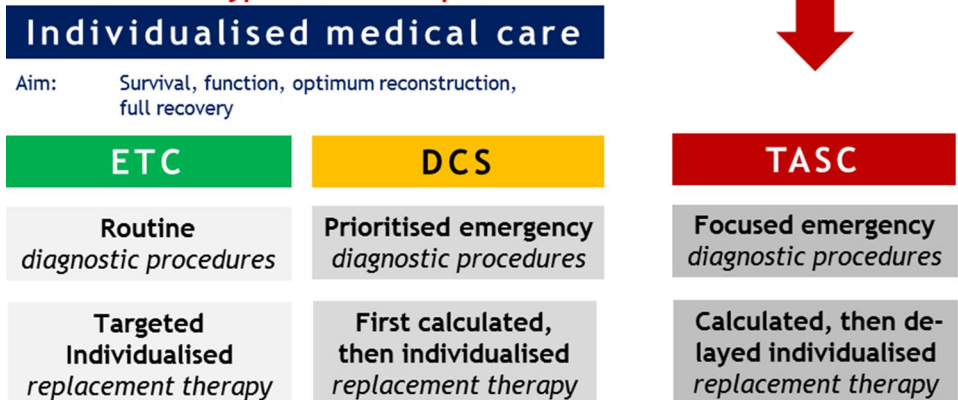 Individualised medical care
Aim: Survival, function, optimum reconstruction,
full recovery
ETC
DCS
TASC
Routine
diagnostic procedures
Prioritised emergency
diagnostic procedures
Focused emergency
diagnostic procedures
Targeted
Individualised
replacement therapy
First calculated,
then individualised
replacement therapy
Calculated, then de-
layed individualised
replacement therapy